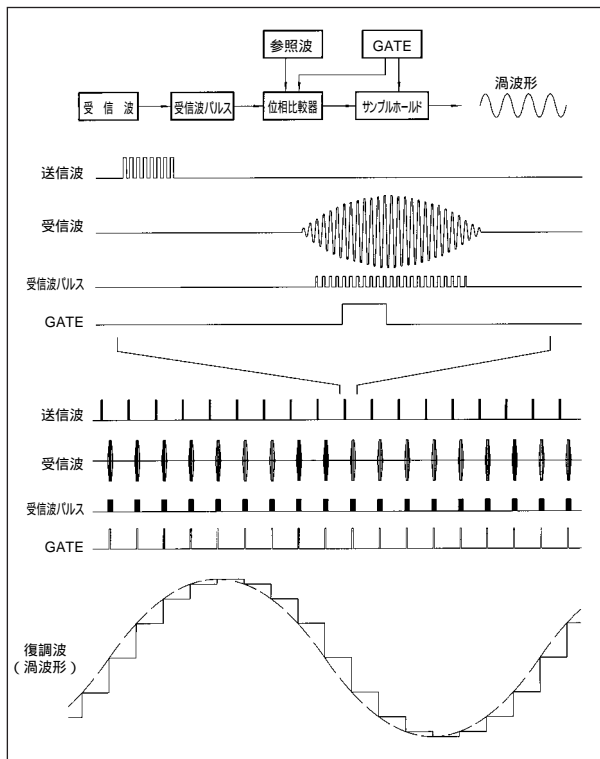 参照波
GATE
渦波形
受信波
受信波パルス
位相比較器
サンプルホールド
送信波
受信波
受信波パルス
GATE
送信波
受信波
受信波パルス
GATE
復調波
(渦波形)